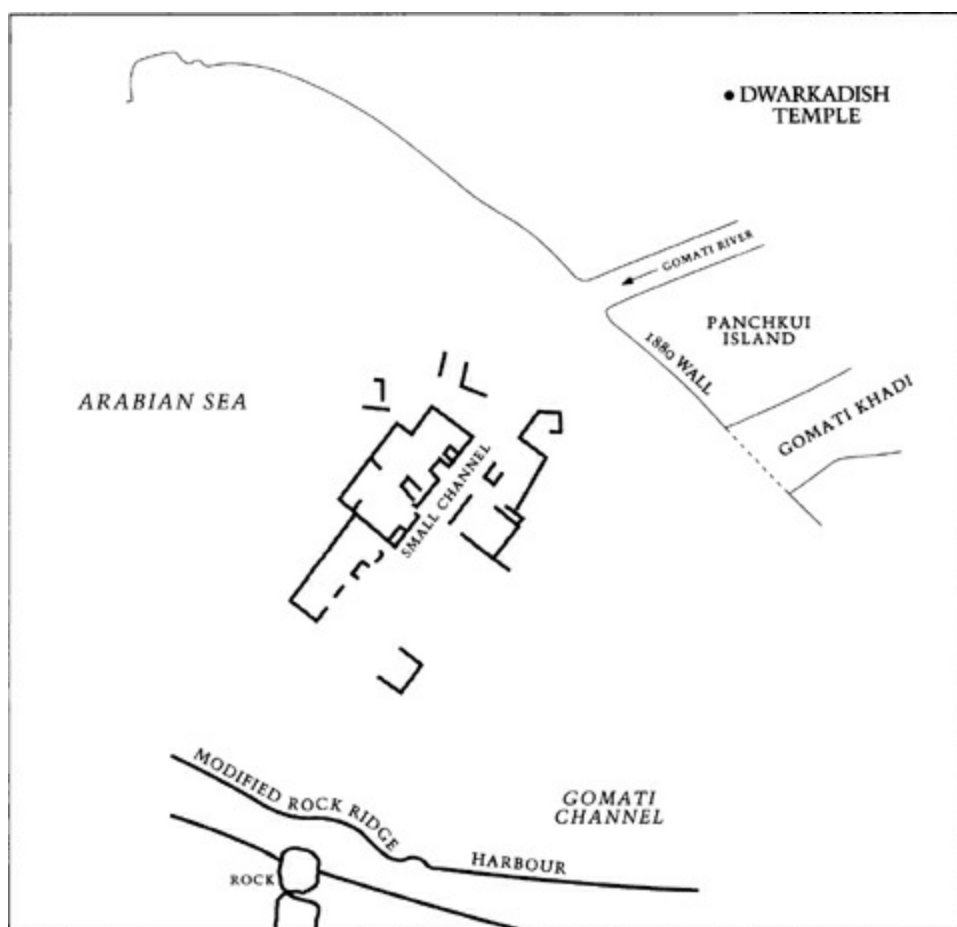 DWARKADISH
TEMPLE
GOMATI RIVER
PANCHKUI
ISLAND
1880 WALL
ARABIAN SEA
GOMATI KHADI
SMALL CHANNEL
MODIFIED ROCK RIDGE
GOMATI
CHANNEL
HARBOUR
ROCK